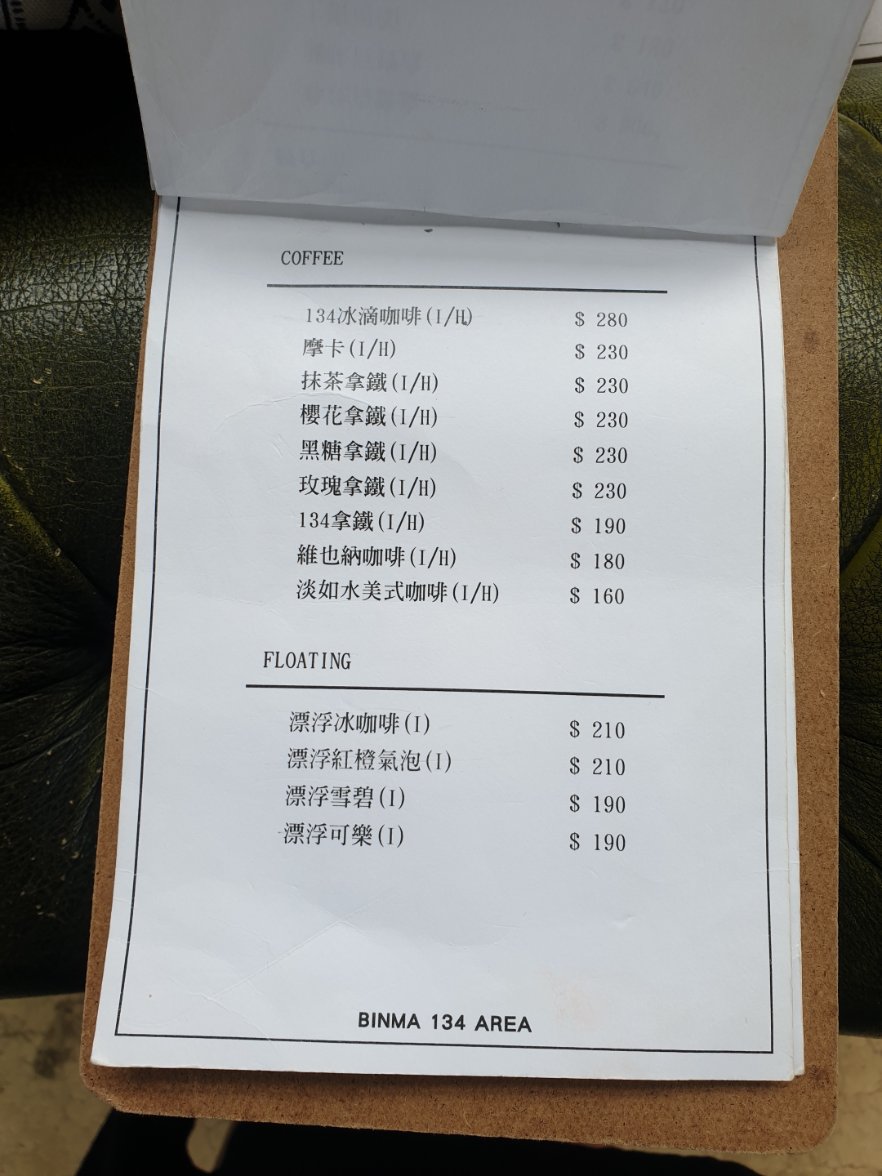 COFFEE
134冰滴咖啡(I/H) $ 280
摩卡(I/H) $ 230
抹茶拿鐵(I/H) $ 230
櫻花拿鐵(I/H) $ 230
黑糖拿鐵(I/H) $ 230
玫瑰拿鐵(I/H) $ 230
134拿鐵(I/H) $ 190
維也納咖啡(I/H) $ 180
淡如水美式咖啡(I/H) $ 160
FLOATING
漂浮冰咖啡(I) $ 210
漂浮紅橙氣泡(I) $ 210
漂浮雪碧(I) $ 190
漂浮可樂(I) $ 190
BINMA 134 AREA